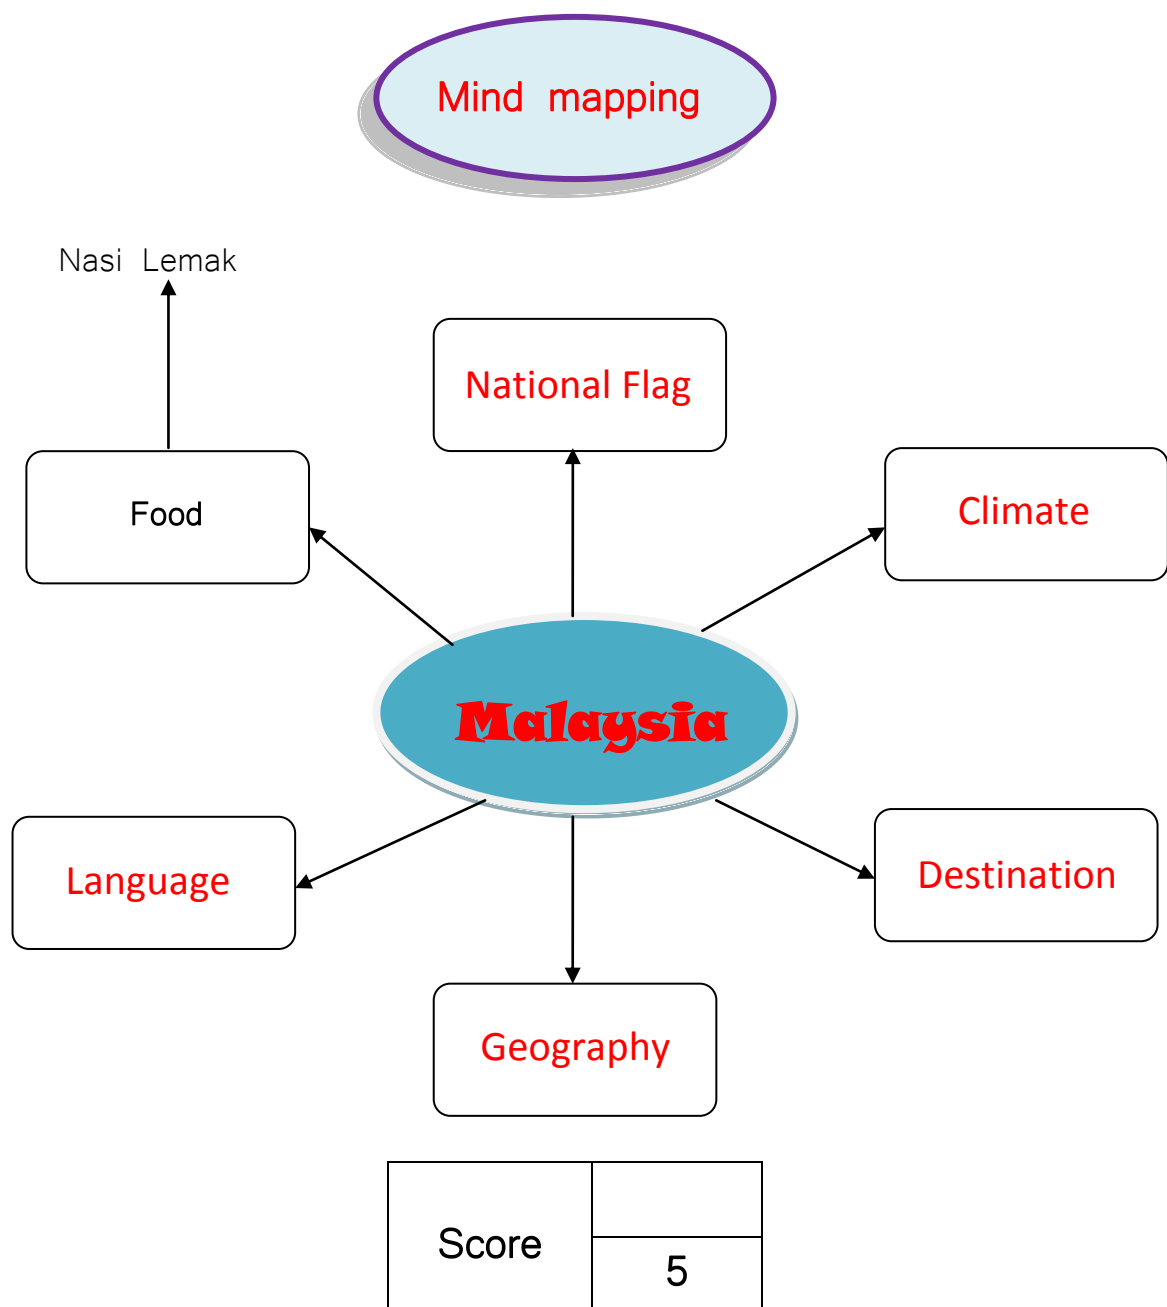 Mind mapping
Nasi Lemak
National Flag
Food
Climate
Malaysia
Language
Destination
Geography
Score
5